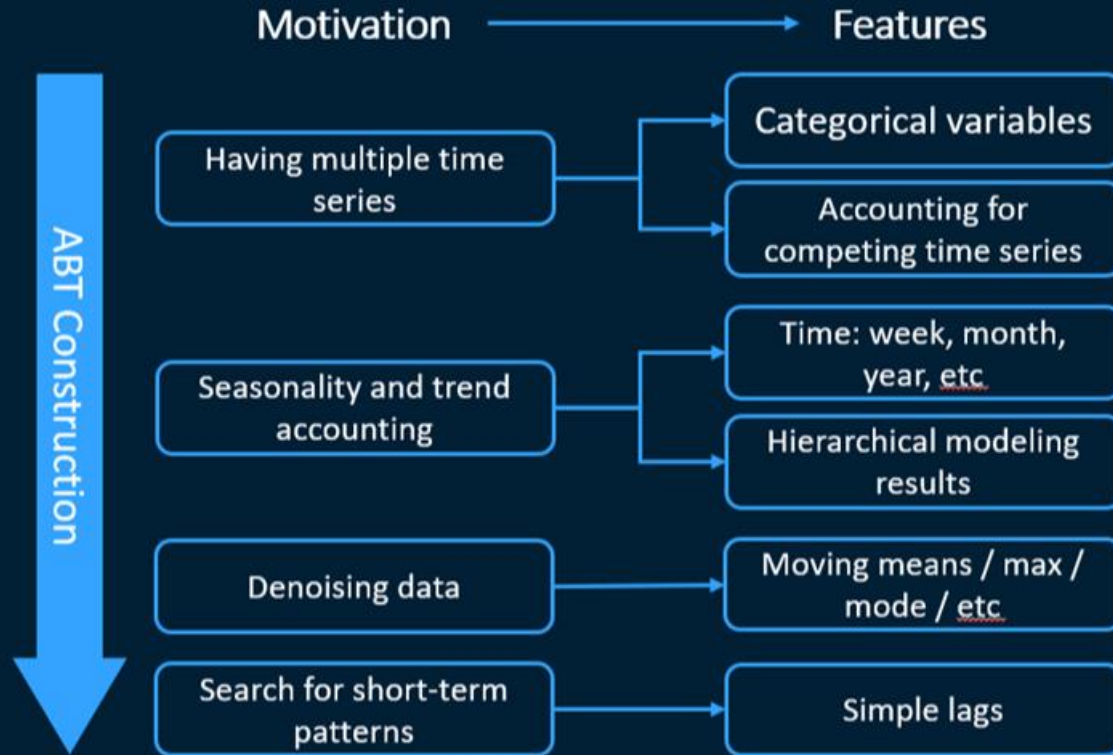 Motivation
Features
ABT Construction
Having multiple time
series
Categorical variables
Accounting for
competing time series
Seasonality and trend
accounting
Time: week, month,
year, etc
Hierarchical modeling
results
Denoising data
Moving means / max /
mode / etc
Search for short-term
patterns
Simple lags